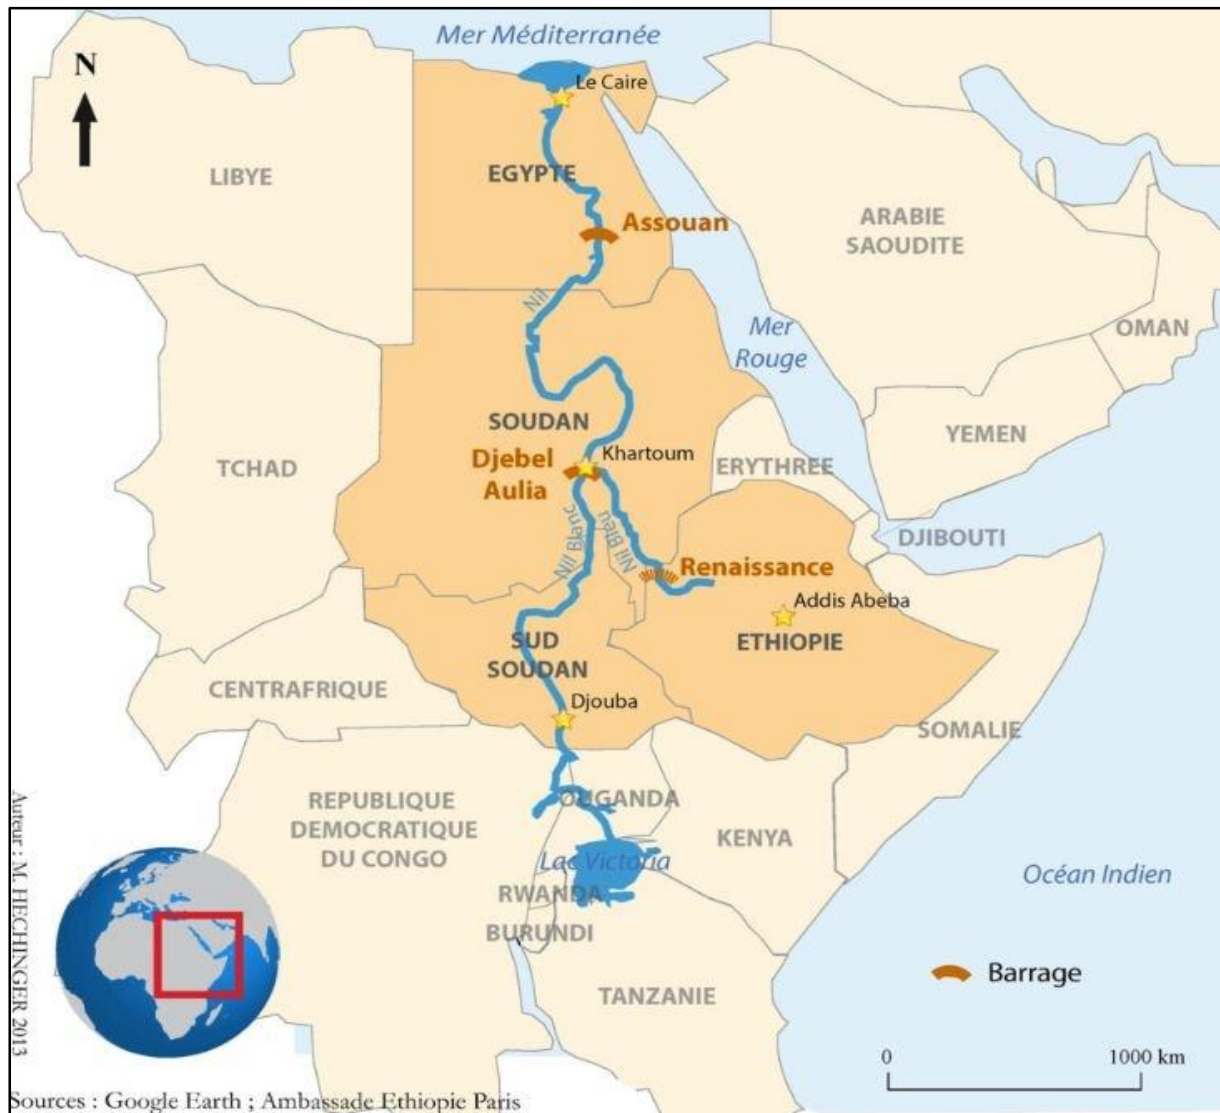 Mer Méditerranée
N
Le Caire
LIBYE
EGYPTE
Assouan
ARABIE
SAOUDITE
Nil
Mer
Rouge
OMAN
SOUDAN
Khartoum
YEMEN
Djebel
Aulia
TCHAD
ERYTHREE
Nil Blanc
Nil Bleu
DJIBOUTI
Renaissance
Addis Abeba
ETHIOPIE
SUD
SOUDAN
CENTRAFRIQUE
Djouba
SOMALIE
REPUBLIQUE
DEMOCRATIQUE
DU CONGO
OUGANDA
KENYA
Lac Victoria
RWANDA
BURUNDI
Océan Indien
TANZANIE
Barrage
0
1000 km
Auteur : M. HECHINGER 2013
Sources : Google Earth ; Ambassade Ethiopie Paris